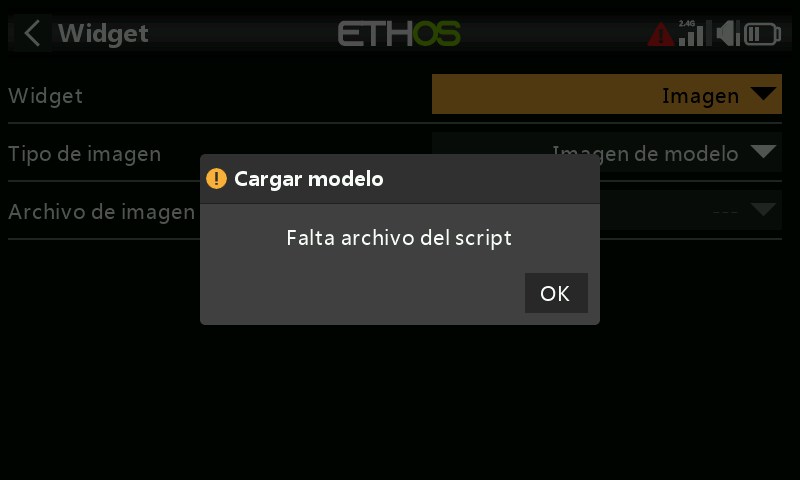 Widget
ETHOS
2.4G
Widget
Imagen
Tipo de imagen
Imagen de modelo
Archivo de imagen
---
Cargar modelo
Falta archivo del script
OK